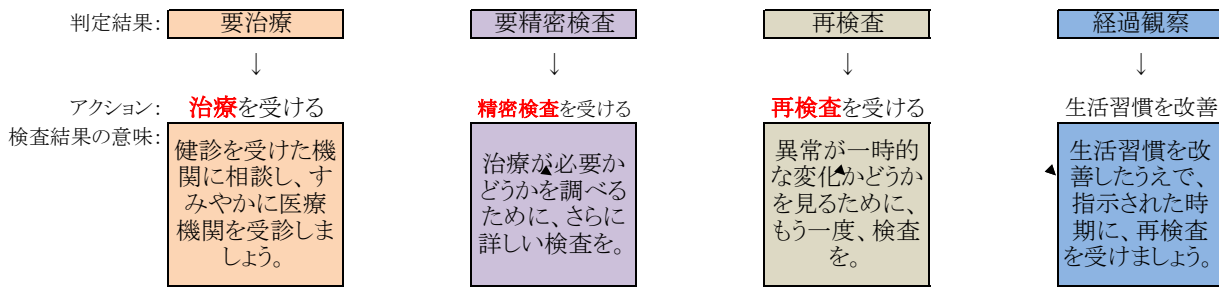 判定結果: 要治療 要精密検査 再検査 経過観察
↓ ↓ ↓ ↓
アクション: 治療を受ける 精密検査を受ける 再検査を受ける 生活習慣を改善
検査結果の意味:
健診を受けた機
関に相談し、す
みやかに医療
機関を受診しま
しょう。
治療が必要か
どうかを調べる
ために、さらに
詳しい検査を。
異常が一時的
な変化かどうか
を見るために、
もう一度、検査
を。
生活習慣を改
善したうえで、
指示された時
期に、再検査
を受けましょう。